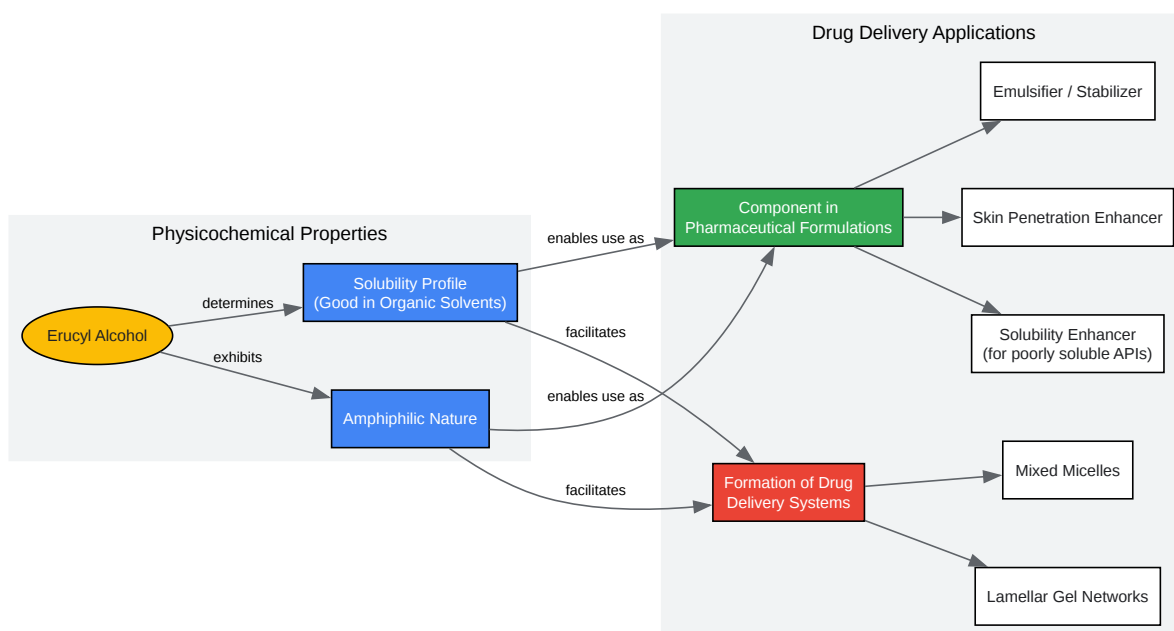 Physicochemical Properties
Erucyl Alcohol
determines
exhibits
Solubility Profile
(Good in Organic Solvents)
Amphiphilic Nature
enables use as
facilitates
enables use as
facilitates
Drug Delivery Applications
Component in
Pharmaceutical Formulations
Formation of Drug
Delivery Systems
Emulsifier / Stabilizer
Skin Penetration Enhancer
Solubility Enhancer
(for poorly soluble APIs)
Mixed Micelles
Lamellar Gel Networks